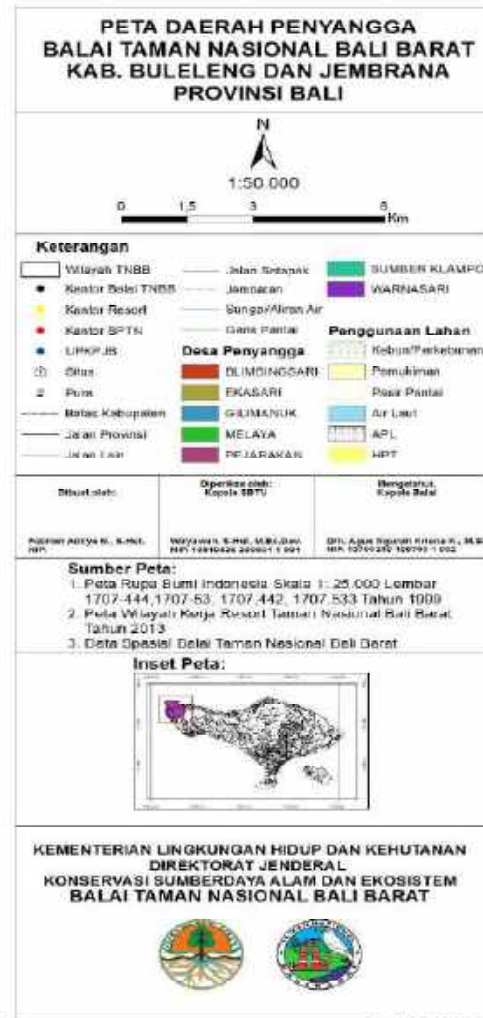 PETA DAERAH PENYANGGA
BALAI TAMAN NASIONAL BALI BARAT
KAB. BULELENG DAN JEMBRANA
PROVINSI BALI
N
1:50.000
0 1,5 3 6
Km
Keterangan
Wilayah TNBB
Kantor Balai TNBB
Kantor Resort
Kantor SPTN
UPKPJB
Situs
Pura
Batas Kabupaten
Jalan Provinsi
Jalan Lain
Jalan Setapak
Jembatan
Sungai/Aliran Air
Garis Pantai
Desa Penyangga
BLIMBINGSARI
EKASARI
GILIMANUK
MELAYA
PEJARAKAN
SUMBER KLAMPO
WARNASARI
Penggunaan Lahan
Kebun/Perkebunan
Pemukiman
Pasir Pantai
Air Laut
APL
HPT
Dibuat oleh:
Diperiksa oleh:
Kepala SBTU
Mengetahui,
Kepala Balai
Sumber Peta:
1. Peta Rupa Bumi Indonesia Skala 1: 25.000 Lembar
1707-444,1707-53, 1707,442, 1707,533 Tahun 1999
2. Peta Wilayah Kerja Resort Taman Nasional Bali Barat
Tahun 2013
3. Data Spasial Balai Taman Nasional Bali Barat
Inset Peta:
KEMENTERIAN LINGKUNGAN HIDUP DAN KEHUTANAN
DIREKTORAT JENDERAL
KONSERVASI SUMBERDAYA ALAM DAN EKOSISTEM
BALAI TAMAN NASIONAL BALI BARAT